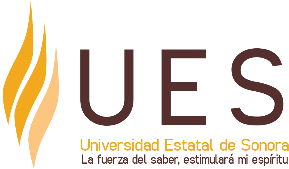 UES
Universidad Estatal de Sonora
La fuerza del saber, estimulará mi espíritu